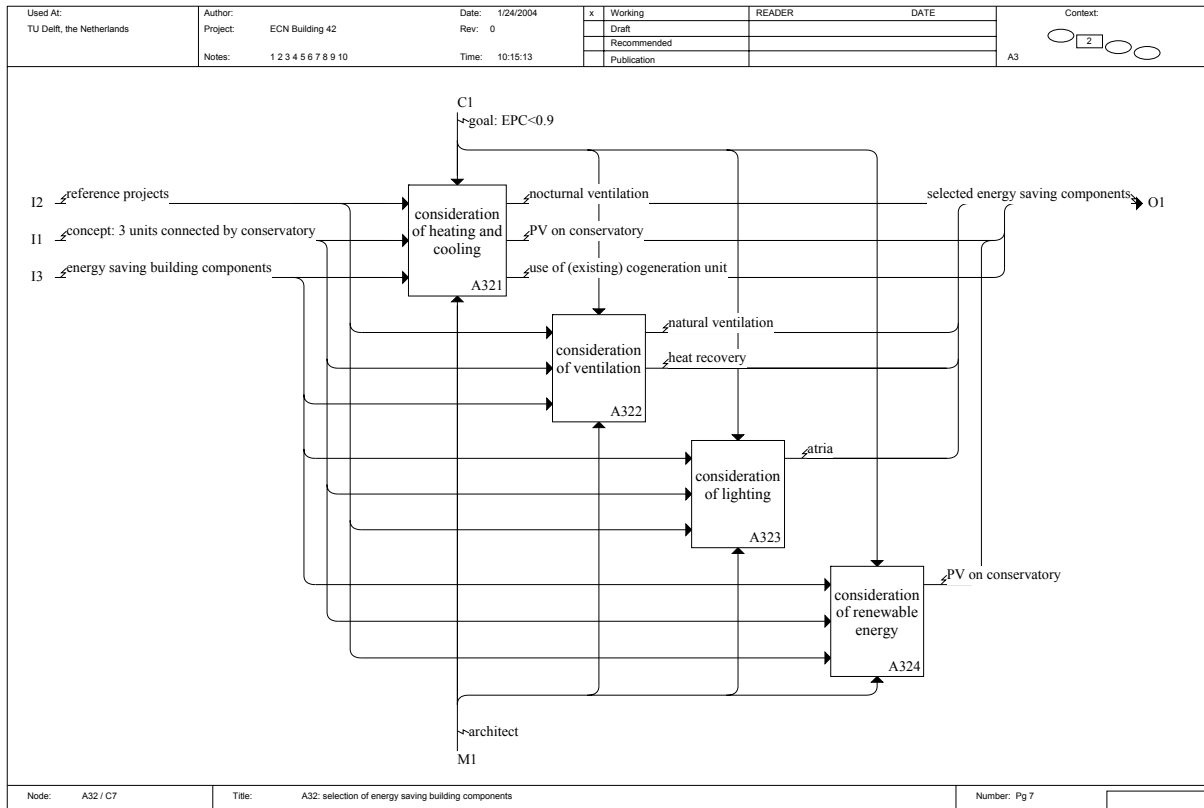 Used At:
TU Delft, the Netherlands
Author:
Project: ECN Building 42
Notes: 1 2 3 4 5 6 7 8 9 10
Date: 1/24/2004
Rev: 0
Time: 10:15:13
x Working
Draft
Recommended
Publication
READER DATE
Context:
2
A3
C1
goal: EPC<0.9
I2 reference projects
I1 concept: 3 units connected by conservatory
I3 energy saving building components
consideration
of heating and
cooling
A321
nocturnal ventilation
PV on conservatory
use of (existing) cogeneration unit
selected energy saving components
O1
consideration
of ventilation
A322
natural ventilation
heat recovery
consideration
of lighting
A323
atria
consideration
of renewable
energy
A324
PV on conservatory
architect
M1
Node: A32 / C7
Title: A32: selection of energy saving building components
Number: Pg 7